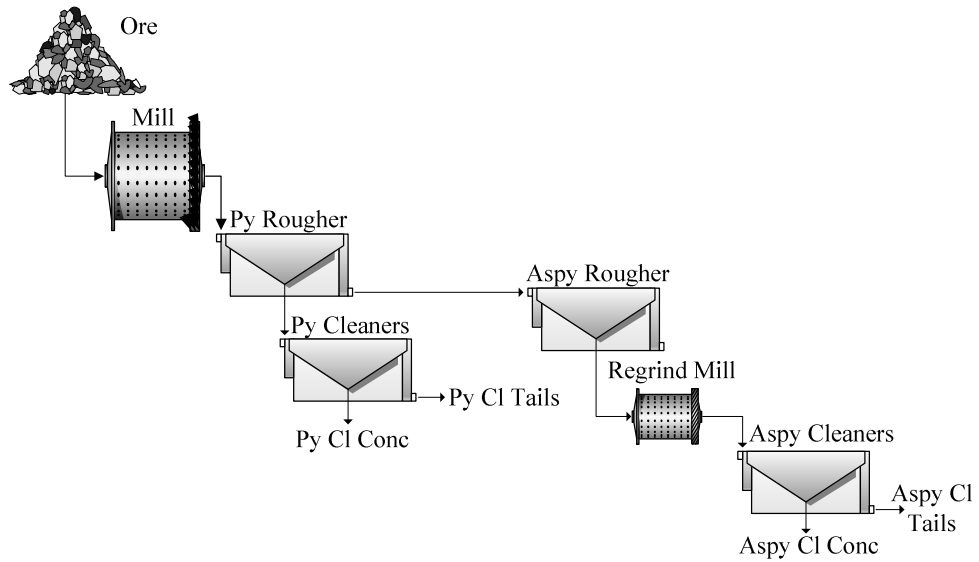 Ore
Mill
Py Rougher
Aspy Rougher
Py Cleaners
Regrind Mill
Py Cl Tails
Py Cl Conc
Aspy Cleaners
Aspy Cl
Tails
Aspy Cl Conc